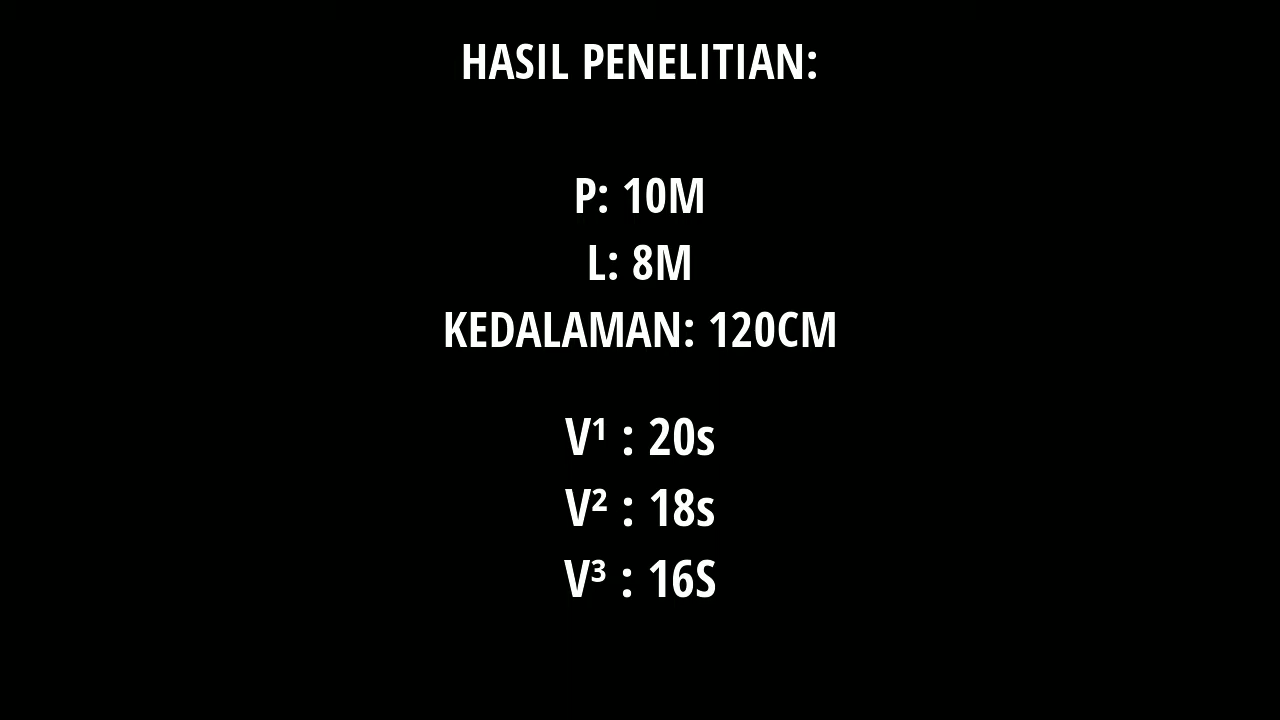 HASIL PENELITIAN:
P: 10M
L: 8M
KEDALAMAN: 120CM
V¹ : 20s
V² : 18s
V³ : 16S